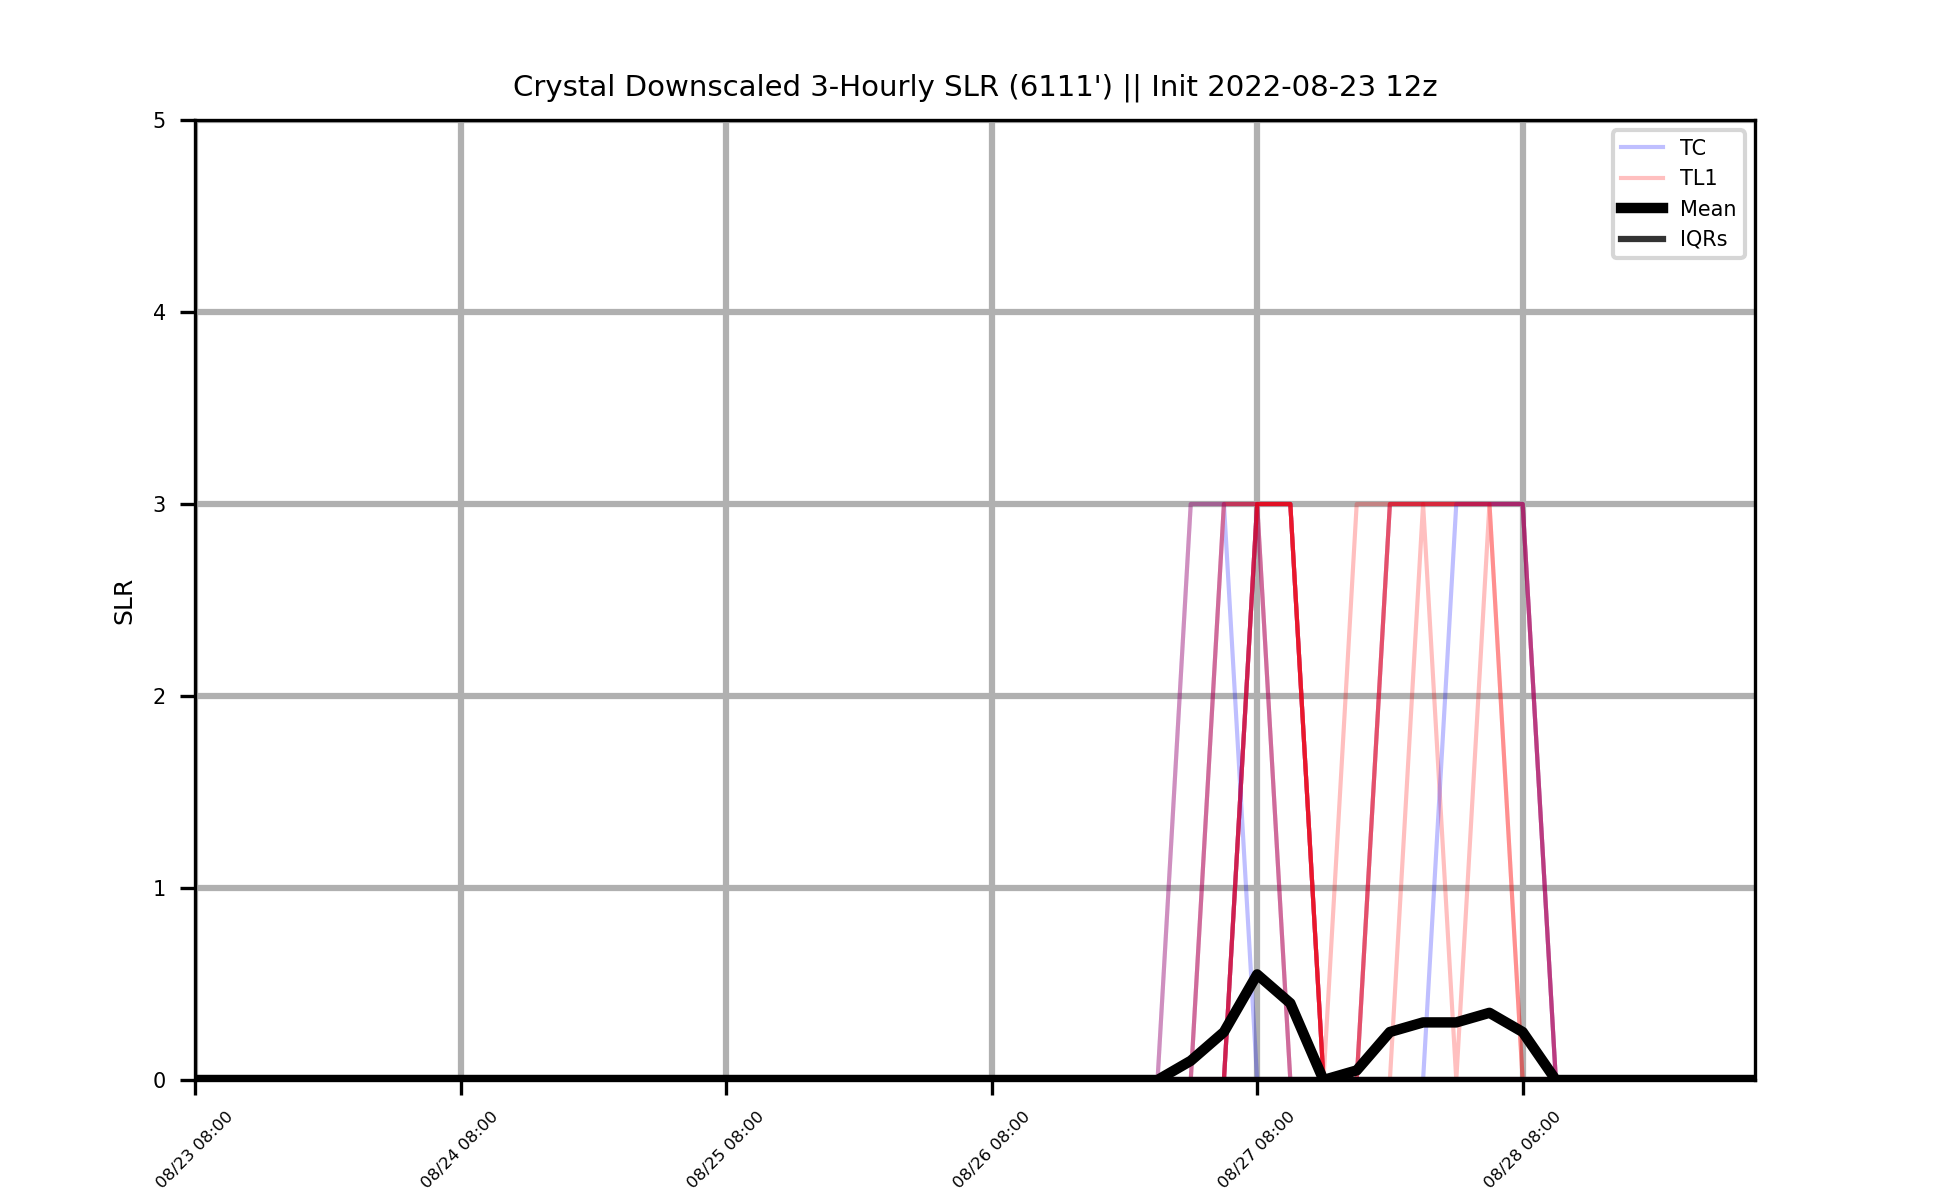 Crystal Downscaled 3-Hourly SLR (6111') || Init 2022-08-23 12z
5
4
3
2
1
0
SLR
TC
TL1
Mean
IQRs
08/23 08:00
08/24 08:00
08/25 08:00
08/26 08:00
08/27 08:00
08/28 08:00